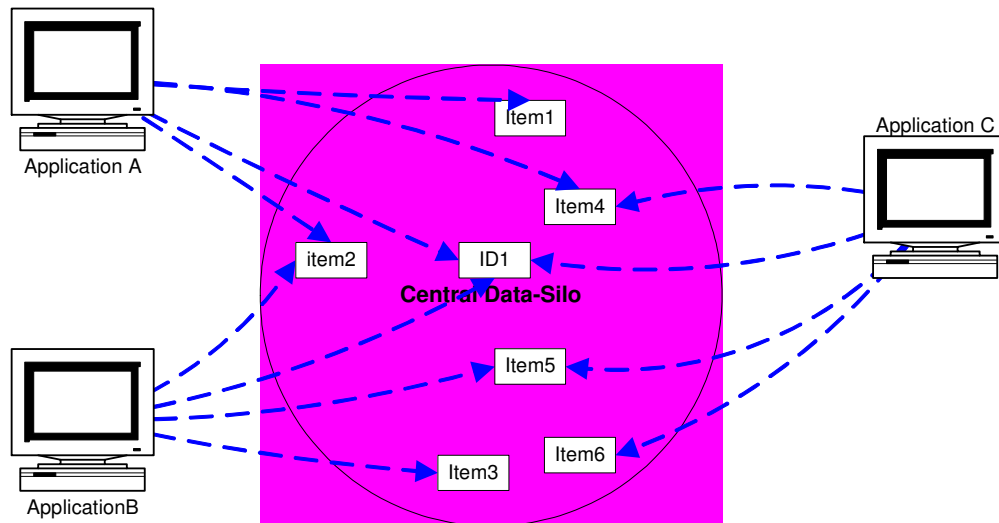 Item1
Application C
Application A
Item4
item2
ID1
Central Data-Silo
Item5
Item6
Item3
ApplicationB